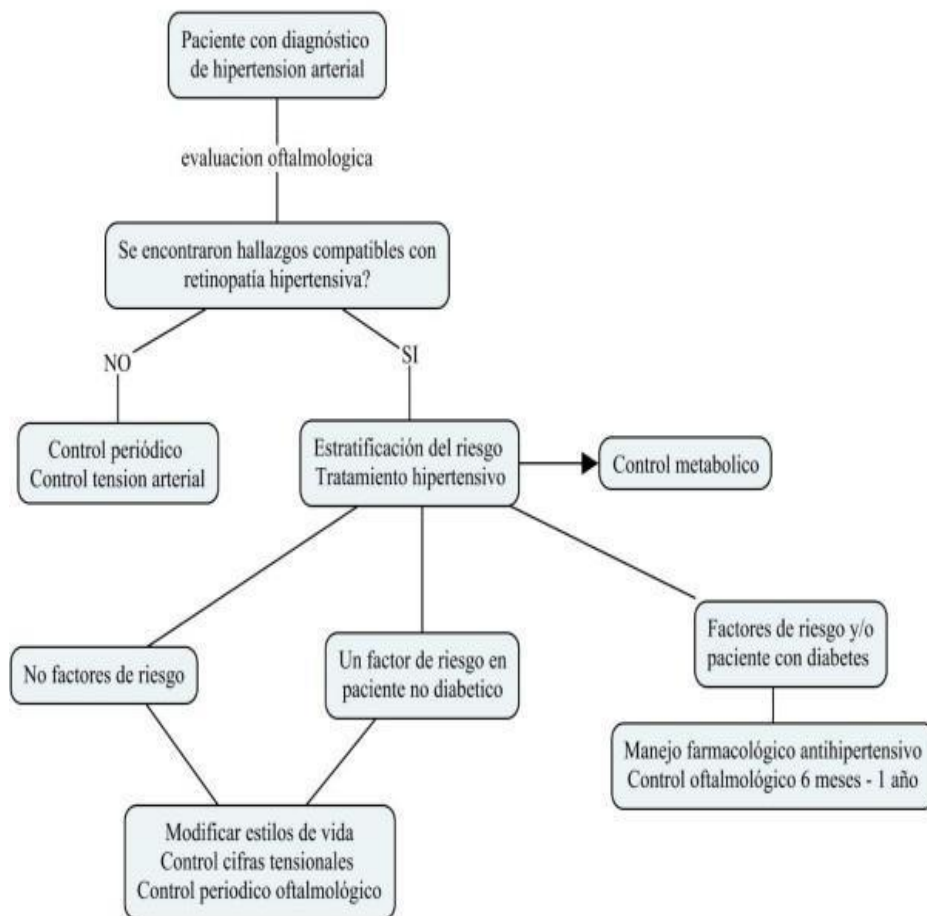 Paciente con diagnóstico
de hipertension arterial
evaluacion oftalmologica
Se encontraron hallazgos compatibles con
retinopatía hipertensiva?
NO
SI
Control periódico
Control tension arterial
Estratificación del riesgo
Tratamiento hipertensivo
Control metabolico
No factores de riesgo
Un factor de riesgo en
paciente no diabetico
Factores de riesgo y/o
paciente con diabetes
Manejo farmacológico antihipertensivo
Control oftalmológico 6 meses - 1 año
Modificar estilos de vida
Control cifras tensionales
Control periodico oftalmológico